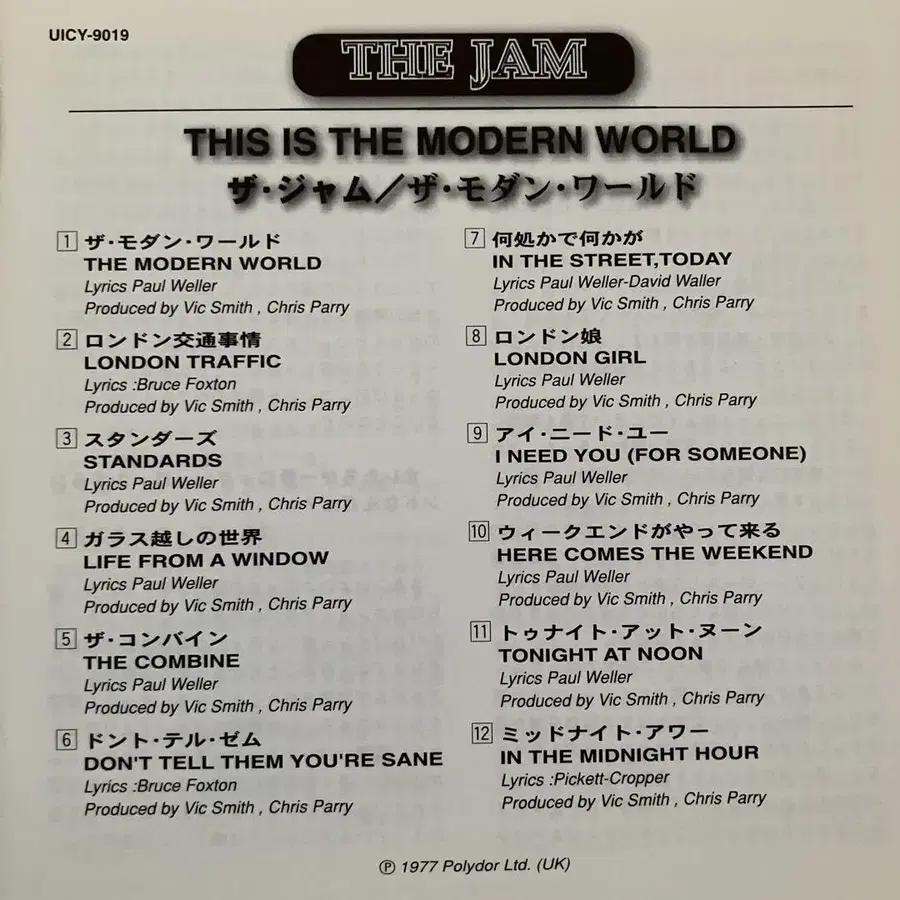 UICY-9019
THE JAM
THIS IS THE MODERN WORLD
ザ・ジャム/ザ・モダン・ワールド
1 ザ・モダン・ワールド
THE MODERN WORLD
Lyrics Paul Weller
Produced by Vic Smith , Chris Parry
2 ロンドン交通事情
LONDON TRAFFIC
Lyrics :Bruce Foxton
Produced by Vic Smith , Chris Parry
3 スタンダーズ
STANDARDS
Lyrics Paul Weller
Produced by Vic Smith , Chris Parry
4 ガラス越しの世界
LIFE FROM A WINDOW
Lyrics Paul Weller
Produced by Vic Smith , Chris Parry
5 ザ・コンバイン
THE COMBINE
Lyrics Paul Weller
Produced by Vic Smith , Chris Parry
6 ドント・テル・ゼム
DON'T TELL THEM YOU'RE SANE
Lyrics :Bruce Foxton
Produced by Vic Smith , Chris Parry
7 何処かで何かが
IN THE STREET,TODAY
Lyrics Paul Weller-David Waller
Produced by Vic Smith , Chris Parry
8 ロンドン娘
LONDON GIRL
Lyrics Paul Weller
Produced by Vic Smith , Chris Parry
9 アイ・ニード・ユー
I NEED YOU (FOR SOMEONE)
Lyrics Paul Weller
Produced by Vic Smith , Chris Parry
10 ウィークエンドがやって来る
HERE COMES THE WEEKEND
Lyrics Paul Weller
Produced by Vic Smith , Chris Parry
11 トゥナイト・アット・ヌーン
TONIGHT AT NOON
Lyrics Paul Weller
Produced by Vic Smith , Chris Parry
12 ミッドナイト・アワー
IN THE MIDNIGHT HOUR
Lyrics :Pickett-Cropper
Produced by Vic Smith , Chris Parry
Ⓟ 1977 Polydor Ltd. (UK)